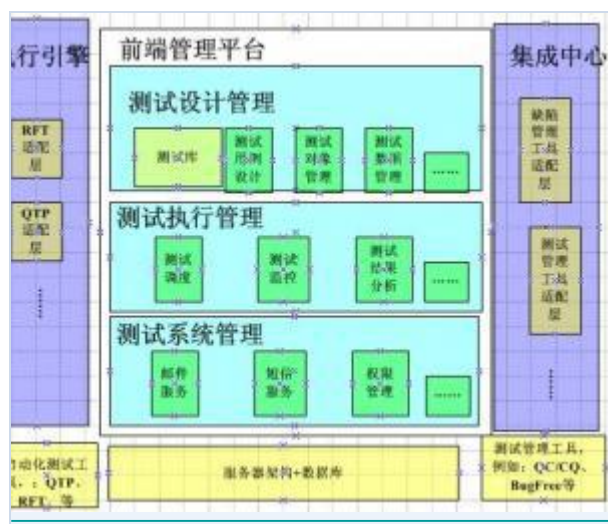 行引擎
RFT
适配
层
QTP
适配
层
……
前端管理平台
测试设计管理
测试库
测试
用例
设计
测试
对象
管理
测试
数据
管理
……
测试执行管理
测试
调度
测试
监控
测试
结果
分析
……
测试系统管理
邮件
服务
短信
服务
权限
管理
……
集成中心
缺陷
管理
工具
适配
层
测试
管理
工具
适配
层
……
自动化测试工
具，：QTP、
RFT、等
服务器架构+数据库
测试管理工具，
例如：QC/CQ、
BugFree等